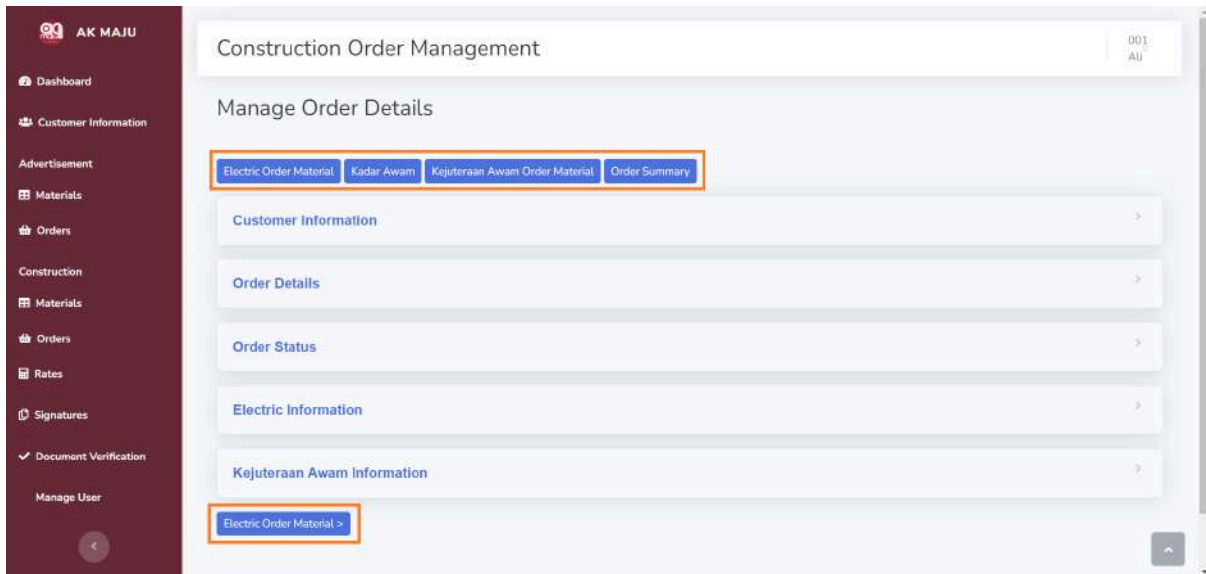 AK MAJU
Dashboard
Customer Information
Advertisement
Materials
Orders
Construction
Materials
Orders
Rates
Signatures
Document Verification
Manage User
Construction Order Management
001
Ali
Manage Order Details
Electric Order Material Kadar Awam Kejuteraan Awam Order Material Order Summary
Customer Information
Order Details
Order Status
Electric Information
Kejuteraan Awam Information
Electric Order Material >